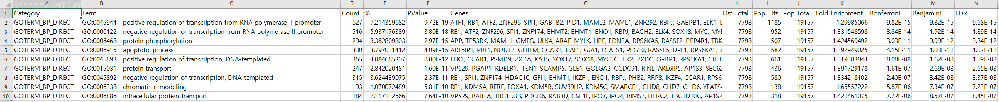 A B C D E F G H I J K L M N
1 Category Term Count % PValue Genes List Total Pop Hits Pop Total Fold Enrichment Bonferroni Benjamini FDR
2 GOTERM_BP_DIRECT GO:0045944 positive regulation of transcription from RNA polymerase II promoter 627 7.214359682 9.72E-19 ATF1, RB1, ATF2, ZNF296, SPI1, GABPB2, PID1, MAML2, MAML1, ZNF292, RBPJ, GABPB1, ELK1, 7798 1185 19157 1.29985066 9.82E-15 9.82E-15 9.68E-15
3 GOTERM_BP_DIRECT GO:0000122 negative regulation of transcription from RNA polymerase II promoter 516 5.937176389 3.80E-18 RB1, ATF2, ZNF296, SPI1, ZNF174, EHMT2, EHMT1, ENO1, RBPJ, BACH2, ELK4, SOX18, MYC, 7798 952 19157 1.331548598 3.84E-14 1.92E-14 1.89E-14
4 GOTERM_BP_DIRECT GO:0006468 protein phosphorylation 294 3.382809803 2.97E-15 APP, TP53RK, MAML1, GMFG, ULK4, ARAF, MYLK, LIPE, EDNRA, RPS6KA5, RASSF2, PPP4R1, TBK 7798 507 19157 1.424569492 3.03E-11 9.99E-12 9.84E-12
5 GOTERM_BP_DIRECT GO:0006915 apoptotic process 330 3.797031412 4.09E-15 ARL6IP1, PRF1, NUDT2, GHITM, CCAR1, TIAL1, GJA1, LGALS1, PEG10, RASSF5, DPF1, RPS6KA1, 7798 582 19157 1.392949025 4.15E-11 1.03E-11 1.02E-11
6 GOTERM_BP_DIRECT GO:0045893 positive regulation of transcription, DNA-templated 355 4.084685307 8.00E-12 ELK1, CCAR1, PSMD9, ZXDA, KAT5, SOX17, SOX18, MYC, CHEK2, ZXDC, GPBP1, RPS6KA1, CREE 7798 661 19157 1.319383844 8.08E-08 1.62E-08 1.59E-08
7 GOTERM_BP_DIRECT GO:0015031 protein transport 247 2.842020481 1.60E-11 VPS29, PGAP1, KDELR1, ITSN1, SCAMP5, GLE1, GOLGA2, CCDC91, RINL, ARL6IP5, AP1S3, SEC62 7798 436 19157 1.391729178 1.61E-07 2.69E-08 2.65E-08
8 GOTERM_BP_DIRECT GO:0045892 negative regulation of transcription, DNA-templated 315 3.624439075 2.37E-11 RB1, SPI1, ZNF174, HDAC10, GFI1, EHMT1, IKZF1, ENO1, RBPJ, PHB2, RRP8, IKZF4, CCAR1, RPS6 7798 580 19157 1.334218102 2.40E-07 3.42E-08 3.37E-08
9 GOTERM_BP_DIRECT GO:0006338 chromatin remodeling 93 1.070072489 5.81E-10 RB1, KDM5A, RERE, FOXA1, KDM5B, SUV39H2, KDM5C, SMARCB1, CHD8, CHD7, CHD6, YEATS 7798 138 19157 1.65557222 5.87E-06 7.34E-07 7.23E-07
10 GOTERM_BP_DIRECT GO:0006886 intracellular protein transport 184 2.117132666 7.64E-10 VPS29, RAB3A, TBC1D3B, PDCD6, RAB3D, CSE1L, IPO7, IPO4, RIMS2, HERC2, TBC1D10C, AP1S2 7798 318 19157 1.421461075 7.72E-06 8.57E-07 8.45E-07